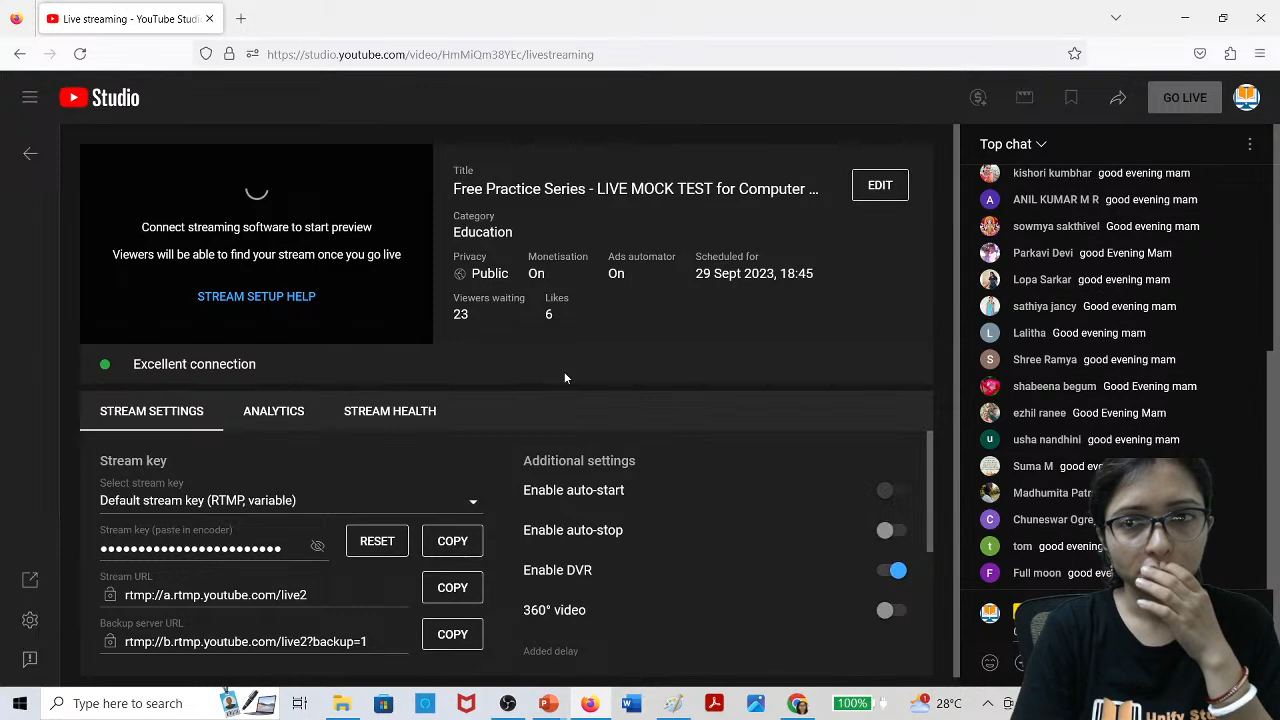 Live streaming - YouTube Studio
https://studio.youtube.com/video/HmMiQm38YEc/livestreaming
Studio
GO LIVE
Connect streaming software to start preview
Viewers will be able to find your stream once you go live
STREAM SETUP HELP
Title
Free Practice Series - LIVE MOCK TEST for Computer ...
EDIT
Category
Education
Privacy Monetisation Ads automator Scheduled for
Public On On 29 Sept 2023, 18:45
Viewers waiting Likes
23 6
Excellent connection
STREAM SETTINGS ANALYTICS STREAM HEALTH
Stream key
Select stream key
Default stream key (RTMP, variable)
Stream key (paste in encoder)
••••••••••••••••••••••••
RESET COPY
Stream URL
rtmp://a.rtmp.youtube.com/live2
COPY
Backup server URL
rtmp://b.rtmp.youtube.com/live2?backup=1
COPY
Additional settings
Enable auto-start
Enable auto-stop
Enable DVR
360° video
Added delay
Top chat
kishori kumbhar good evening mam
A ANIL KUMAR M R good evening mam
sowmya sakthivel Good evening mam
Parkavi Devi good evening Mam
Lopa Sarkar good evening mam
sathiya jancy Good evening mam
L Lalitha Good evening mam
Shree Ramya good evening mam
shabeena begum Good Evening mam
ezhil ranee Good Evening Mam
u usha nandhini good evening mam
Suma M good eve
Madhumita Pat
C Chuneswar Ogre
t tom good evening
F Full moon good eve
Type here to search
100%
28°C
Unify St